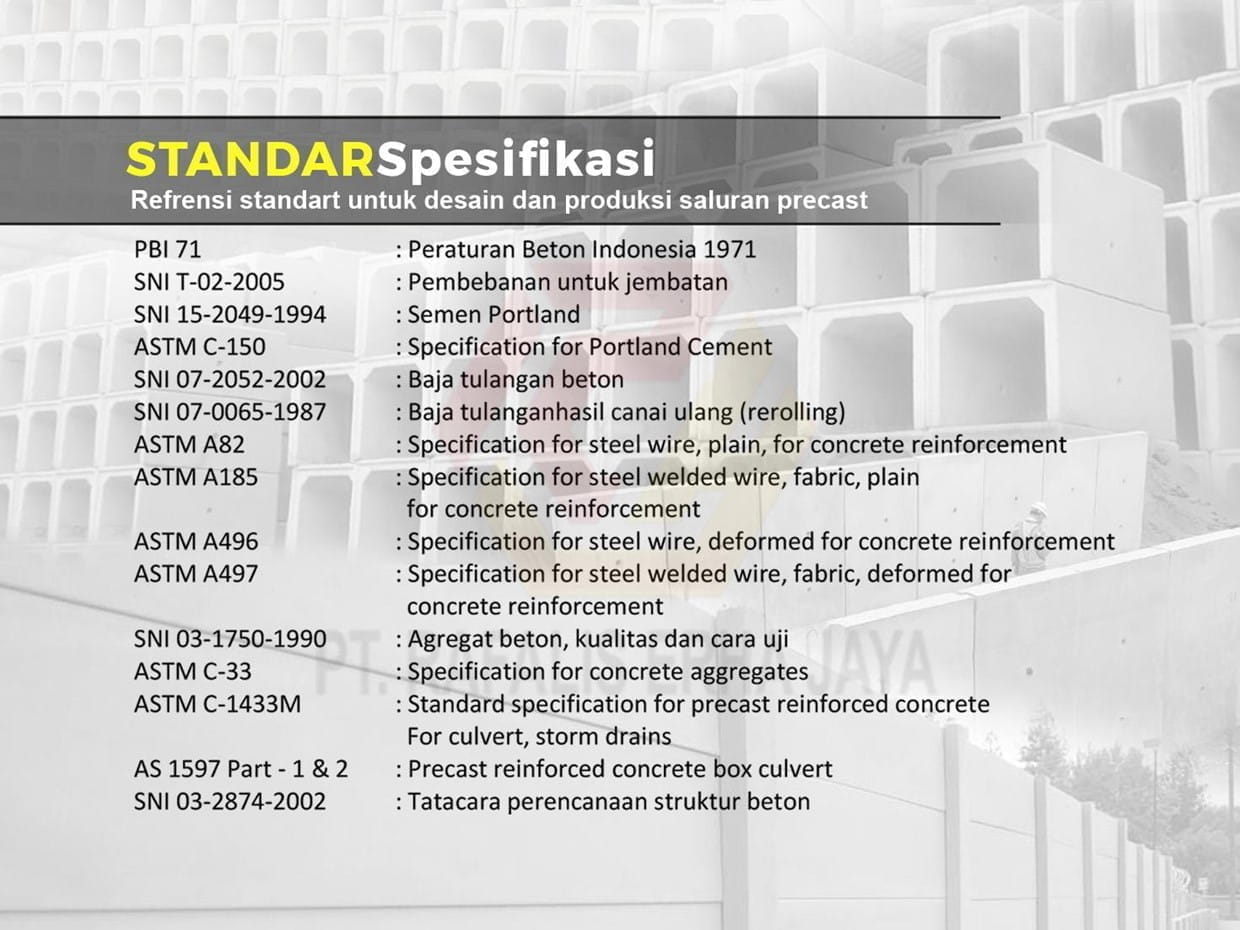 STANDARSpesifikasi
Refrensi standart untuk desain dan produksi saluran precast
PBI 71 : Peraturan Beton Indonesia 1971
SNI T-02-2005 : Pembebanan untuk jembatan
SNI 15-2049-1994 : Semen Portland
ASTM C-150 : Specification for Portland Cement
SNI 07-2052-2002 : Baja tulangan beton
SNI 07-0065-1987 : Baja tulanganhasil canai ulang (rerolling)
ASTM A82 : Specification for steel wire, plain, for concrete reinforcement
ASTM A185 : Specification for steel welded wire, fabric, plain
for concrete reinforcement
ASTM A496 : Specification for steel wire, deformed for concrete reinforcement
ASTM A497 : Specification for steel welded wire, fabric, deformed for
concrete reinforcement
SNI 03-1750-1990 : Agregat beton, kualitas dan cara uji
PT. JAYA
ASTM C-33 : Specification for concrete aggregates
ASTM C-1433M : Standard specification for precast reinforced concrete
For culvert, storm drains
AS 1597 Part - 1 & 2 : Precast reinforced concrete box culvert
SNI 03-2874-2002 : Tatacara perencanaan struktur beton